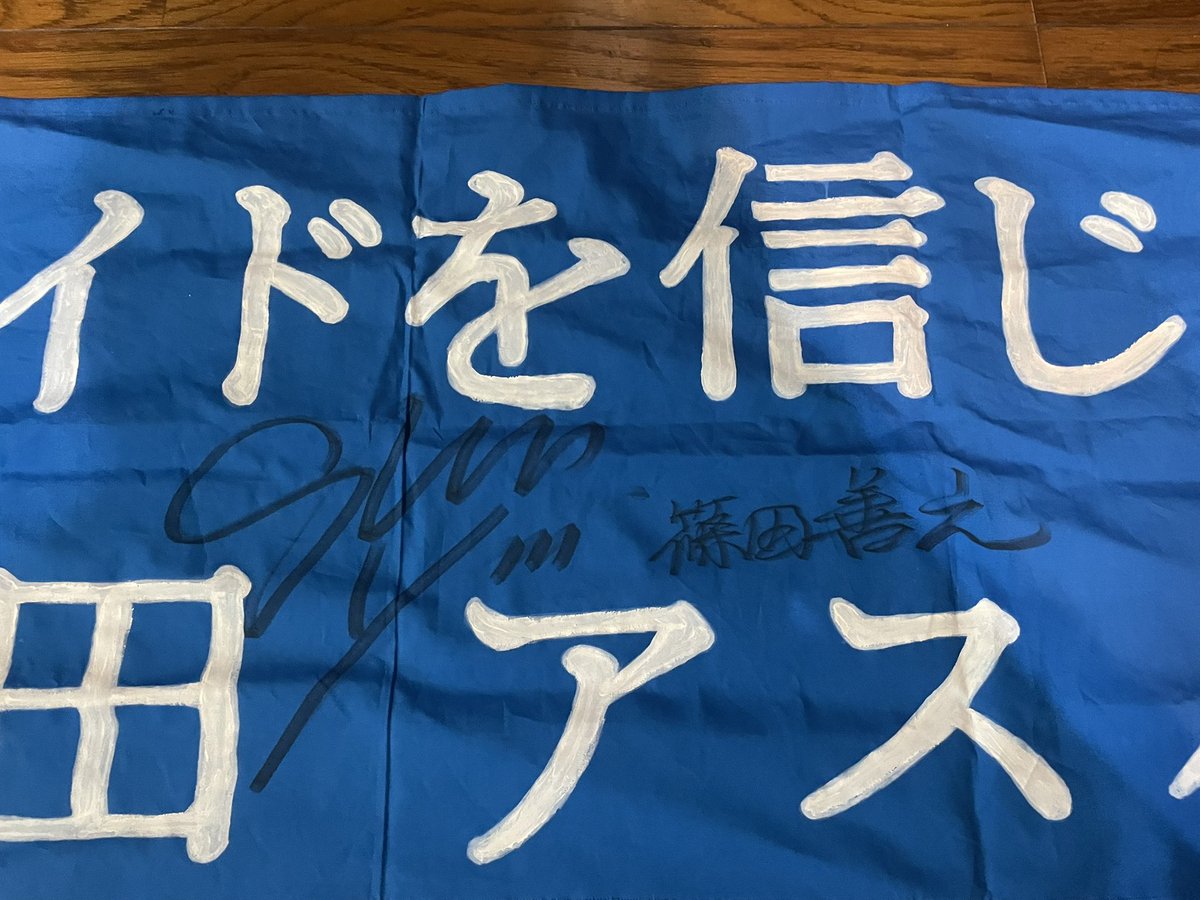 イドを信じ
篠田善之
田 アス